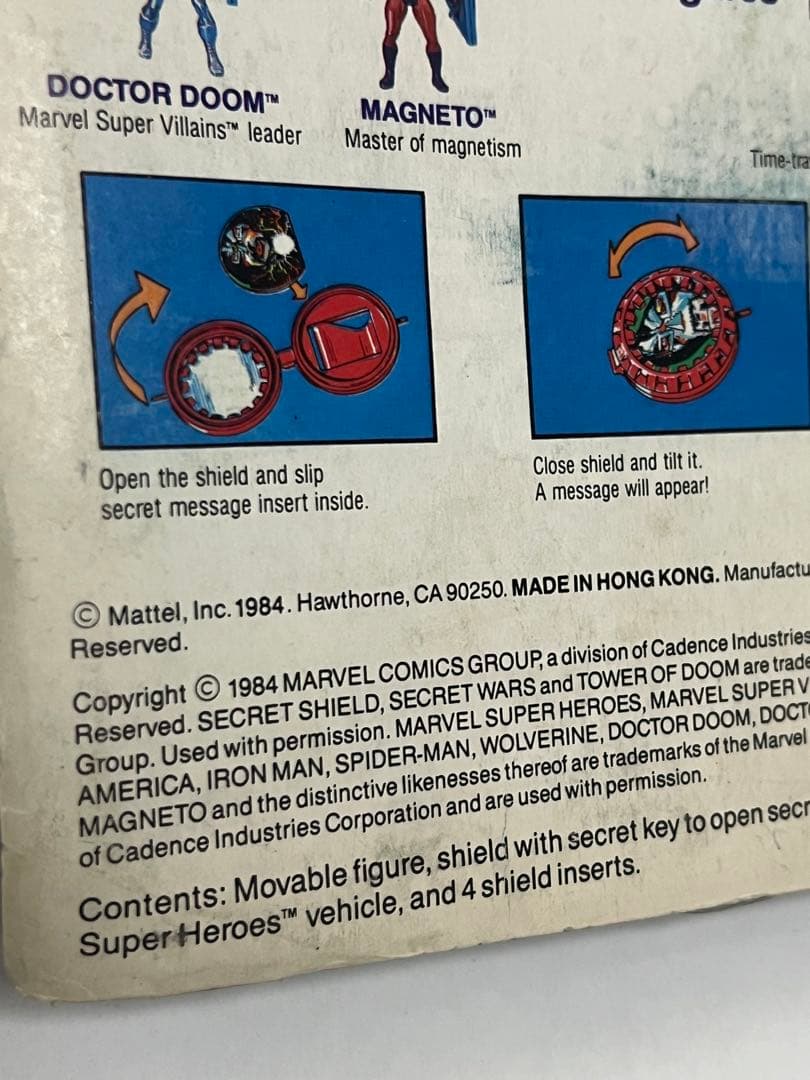 DOCTOR DOOM™
Marvel Super Villains™ leader
MAGNETO™
Master of magnetism
Time-tra
Open the shield and slip
secret message insert inside.
Close shield and tilt it.
A message will appear!
© Mattel, Inc. 1984. Hawthorne, CA 90250. MADE IN HONG KONG. Manufactu
Reserved.
Copyright © 1984 MARVEL COMICS GROUP, a division of Cadence Industries
Reserved. SECRET SHIELD, SECRET WARS and TOWER OF DOOM are trade
Group. Used with permission. MARVEL SUPER HEROES, MARVEL SUPER V
AMERICA, IRON MAN, SPIDER-MAN, WOLVERINE, DOCTOR DOOM, DOCT
MAGNETO and the distinctive likenesses thereof are trademarks of the Marvel
of Cadence Industries Corporation and are used with permission.
Contents: Movable figure, shield with secret key to open secr
Super Heroes™ vehicle, and 4 shield inserts.